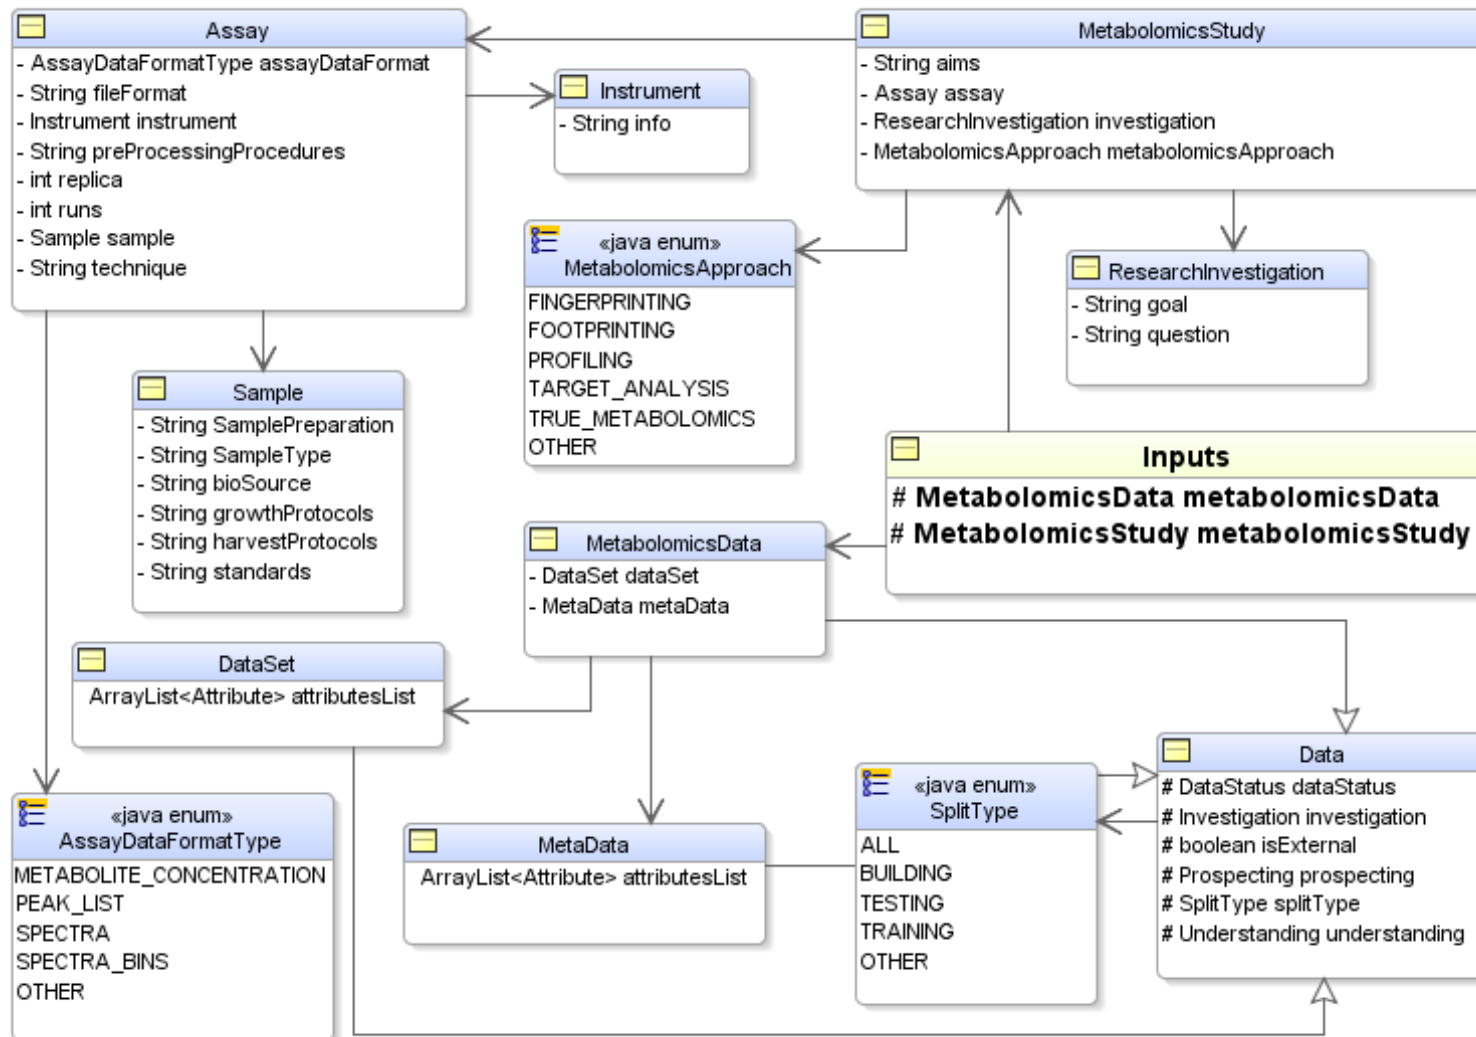 Assay
- AssayDataFormatType assayDataFormat
- String fileFormat
- Instrument instrument
- String preProcessingProcedures
- int replica
- int runs
- Sample sample
- String technique
Instrument
- String info
MetabolomicsStudy
- String aims
- Assay assay
- ResearchInvestigation investigation
- MetabolomicsApproach metabolomicsApproach
«java enum»
MetabolomicsApproach
FINGERPRINTING
FOOTPRINTING
PROFILING
TARGET_ANALYSIS
TRUE_METABOLOMICS
OTHER
ResearchInvestigation
- String goal
- String question
Sample
- String SamplePreparation
- String SampleType
- String bioSource
- String growthProtocols
- String harvestProtocols
- String standards
Inputs
# MetabolomicsData metabolomicsData
# MetabolomicsStudy metabolomicsStudy
MetabolomicsData
- DataSet dataSet
- MetaData metaData
DataSet
ArrayList<Attribute> attributesList
«java enum»
AssayDataFormatType
METABOLITE_CONCENTRATION
PEAK_LIST
SPECTRA
SPECTRA_BINS
OTHER
MetaData
ArrayList<Attribute> attributesList
«java enum»
SplitType
ALL
BUILDING
TESTING
TRAINING
OTHER
Data
# DataStatus dataStatus
# Investigation investigation
# boolean isExternal
# Prospecting prospecting
# SplitType splitType
# Understanding understanding